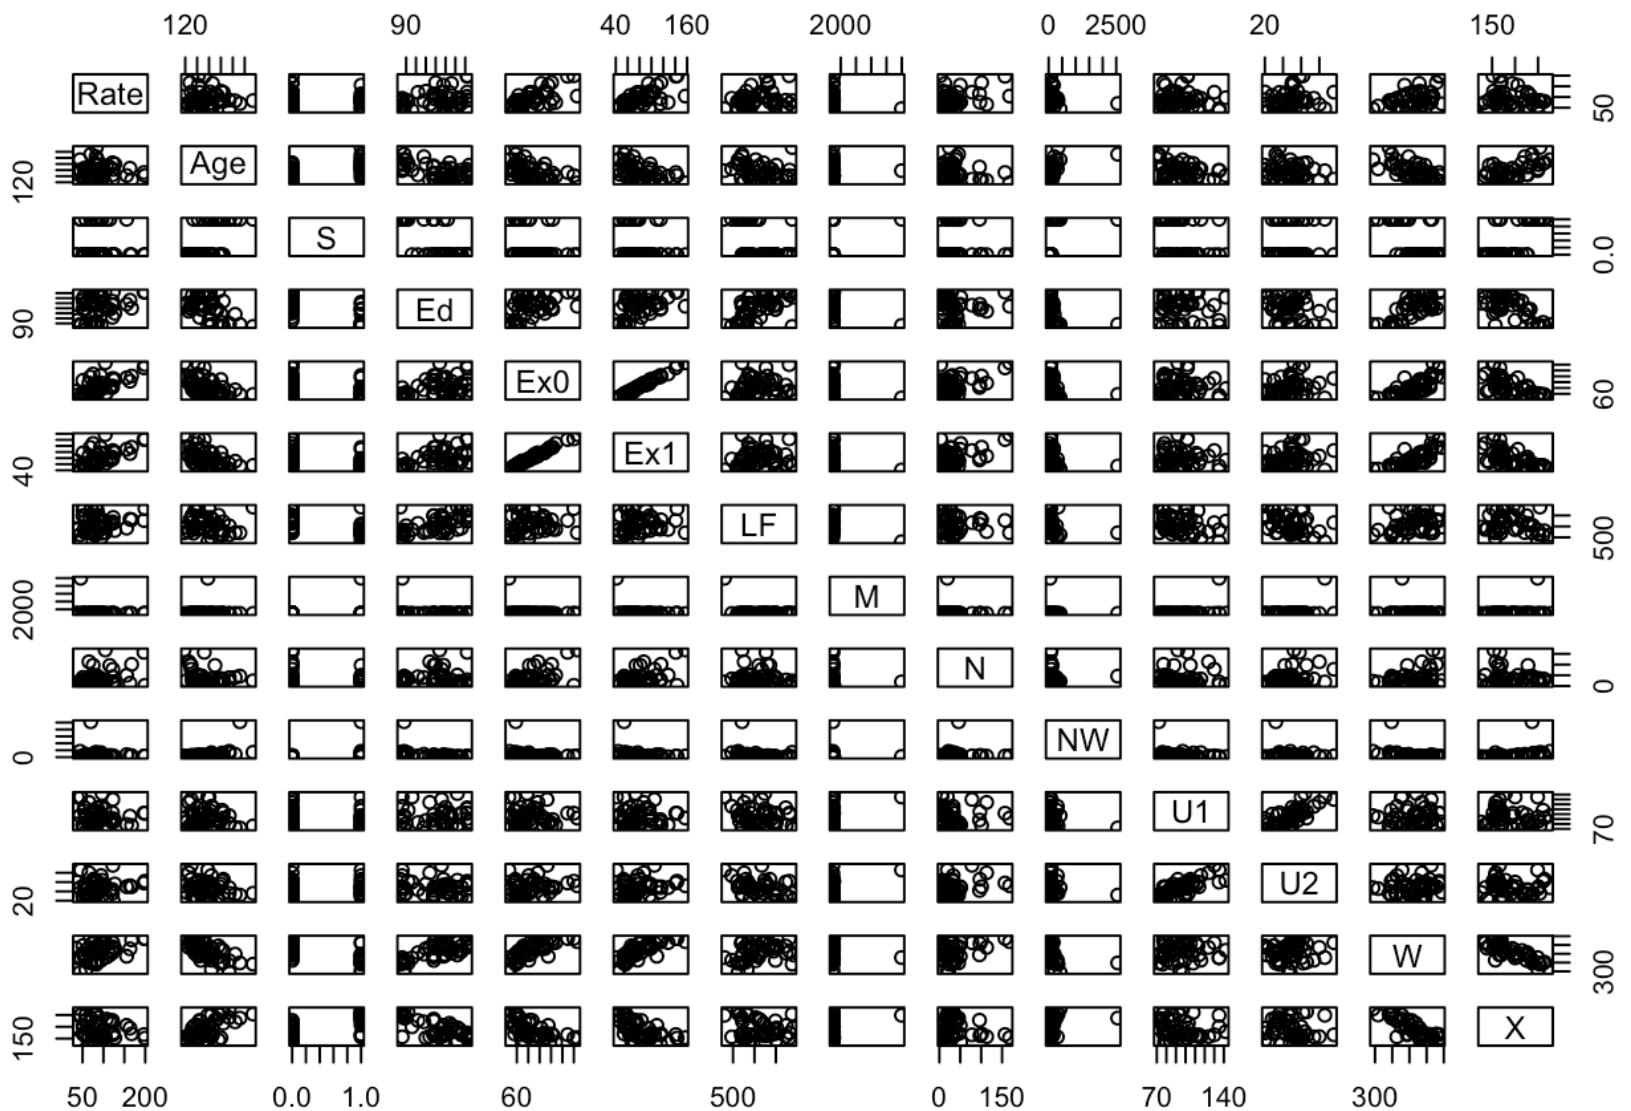 120 90 40 160 2000 0 2500 20 150
Rate 50
120 Age
S 0.0
90 Ed
Ex0 60
40 Ex1
LF 500
2000 M
N 0
0 NW
U1 70
20 U2
W 300
150 X
50 200 0.0 1.0 60 500 0 150 70 140 300